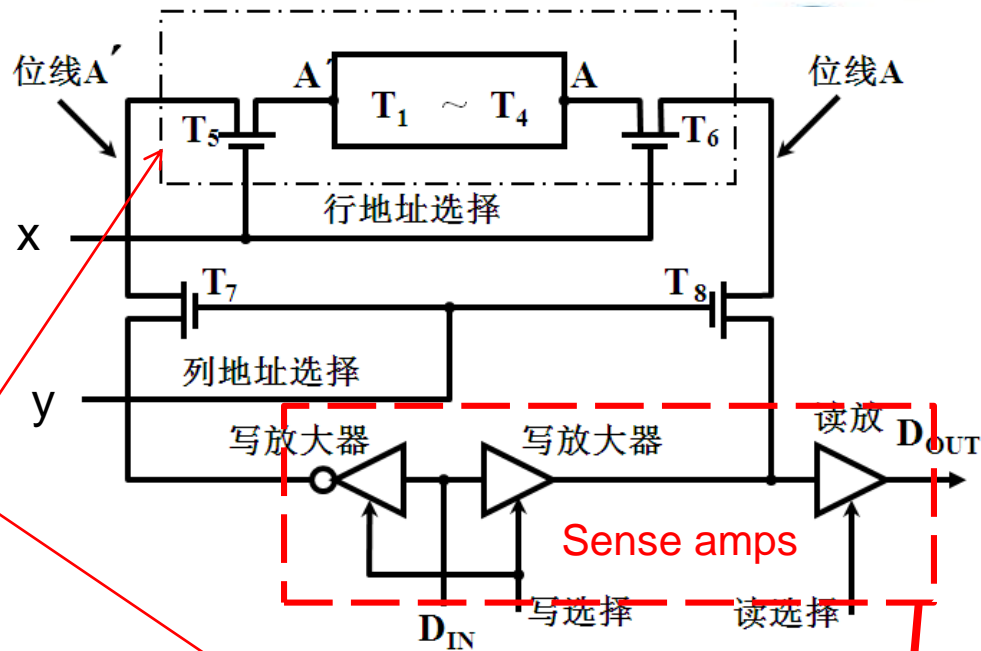 位线A′
A′
A
位线A
T₁ ~ T₄
T₅
T₆
行地址选择
x
T₇
T₈
列地址选择
y
写放大器
写放大器
读放
D_OUT
Sense amps
D_IN
写选择
读选择